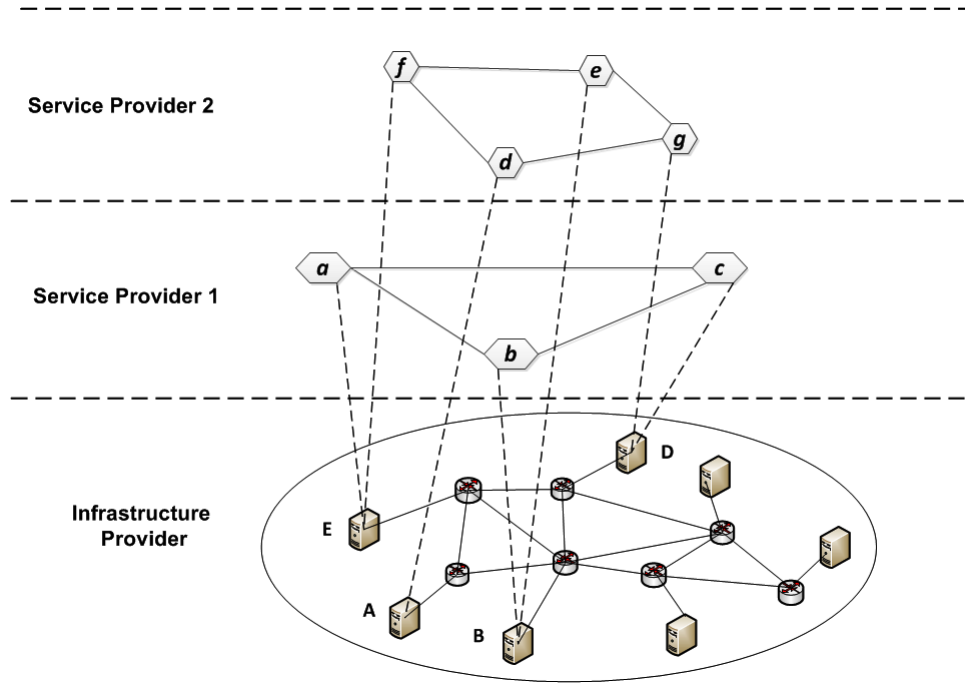 f
e
Service Provider 2
g
d
a
c
Service Provider 1
b
D
Infrastructure
Provider
E
A
B